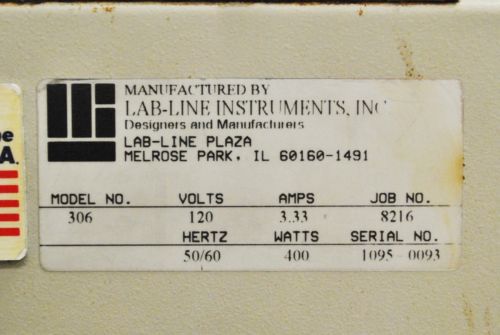 MANUFACTURED BY
LAB-LINE INSTRUMENTS, INC
Designers and Manufacturers
LAB-LINE PLAZA
MELROSE PARK, IL 60160-1491
MODEL NO. VOLTS AMPS JOB NO.
306 120 3.33 8216
HERTZ WATTS SERIAL NO.
50/60 400 1095-0093